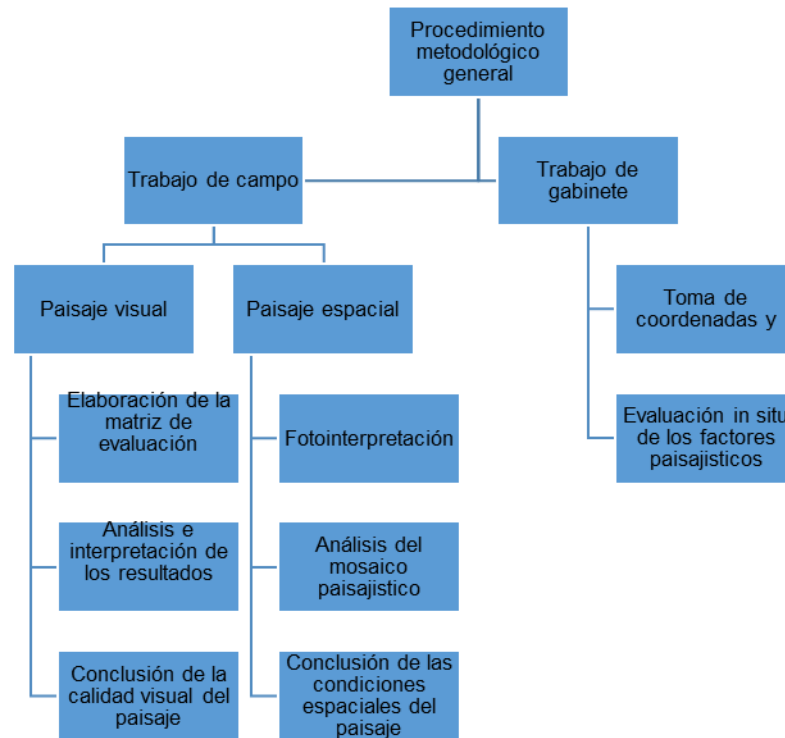 Procedimiento
metodológico
general
Trabajo de campo
Trabajo de
gabinete
Paisaje visual
Paisaje espacial
Toma de
coordenadas y
Elaboración de la
matriz de
evaluación
Fotointerpretación
Evaluación in situ
de los factores
paisajisticos
Análisis e
interpretación de
los resultados
Análisis del
mosaico
paisajistico
Conclusión de la
calidad visual del
paisaje
Conclusión de las
condiciones
espaciales del
paisaje